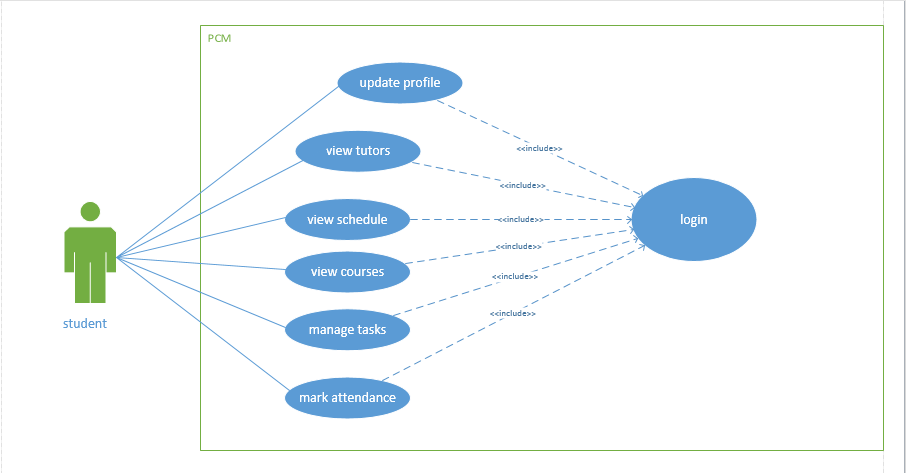 PCM
update profile
<<include>>
view tutors
<<include>>
view schedule
<<include>>
login
<<include>>
view courses
<<include>>
<<include>>
student
manage tasks
mark attendance